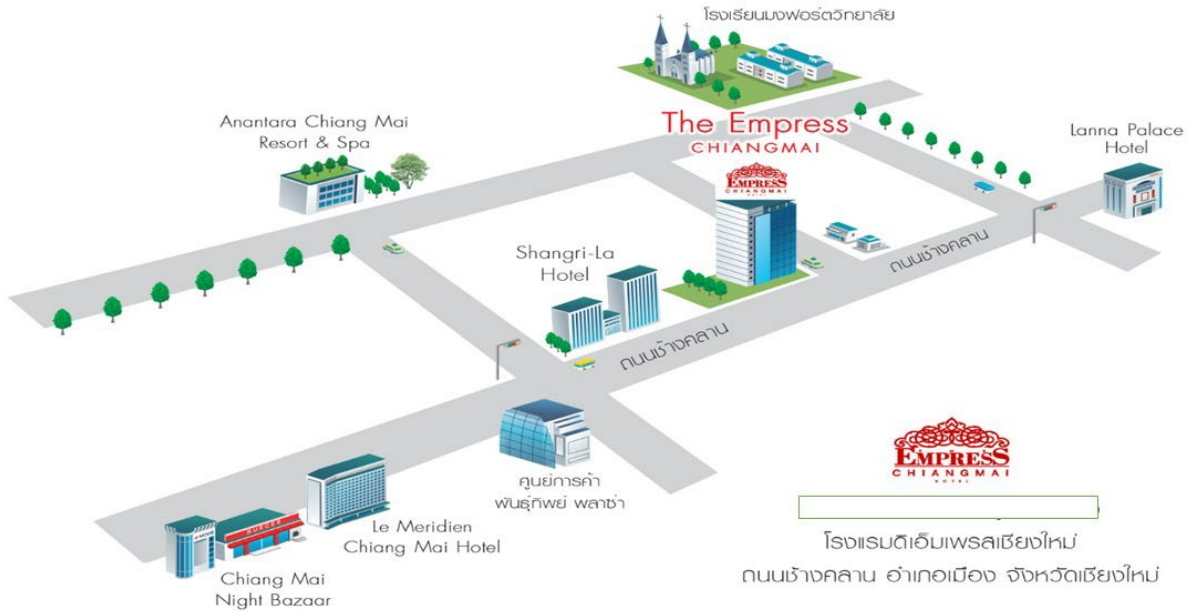 โรงเรียนมงฟอร์ตวิทยาลัย
Anantara Chiang Mai
Resort & Spa
The Empress
CHIANGMAI
EMPRESS
CHIANGMAI
HOTEL
Lanna Palace
Hotel
Shangri-La
Hotel
ถนนช้างคลาน
ถนนช้างคลาน
ศูนย์การค้า
พันธุ์ทิพย์ พลาซ่า
BURGER
Le Meridien
Chiang Mai Hotel
Chiang Mai
Night Bazaar
EMPRESS
CHIANGMAI
HOTEL
โรงแรมดิเอ็มเพรสเชียงใหม่
ถนนช้างคลาน อำเภอเมือง จังหวัดเชียงใหม่